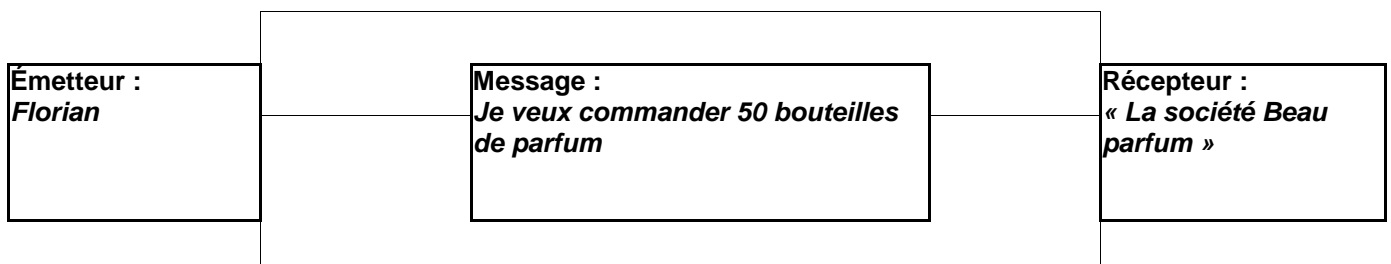 Émetteur :
Florian
Message :
Je veux commander 50 bouteilles
de parfum
Récepteur :
« La société Beau
parfum »